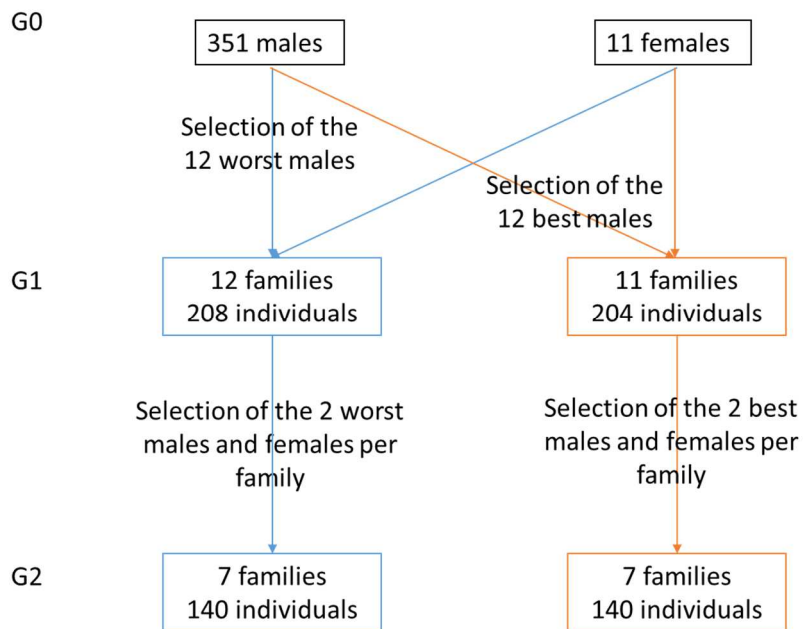 G0
351 males
11 females
Selection of the
12 worst males
Selection of the
12 best males
G1
12 families
208 individuals
11 families
204 individuals
Selection of the 2 worst
males and females per
family
Selection of the 2 best
males and females per
family
G2
7 families
140 individuals
7 families
140 individuals